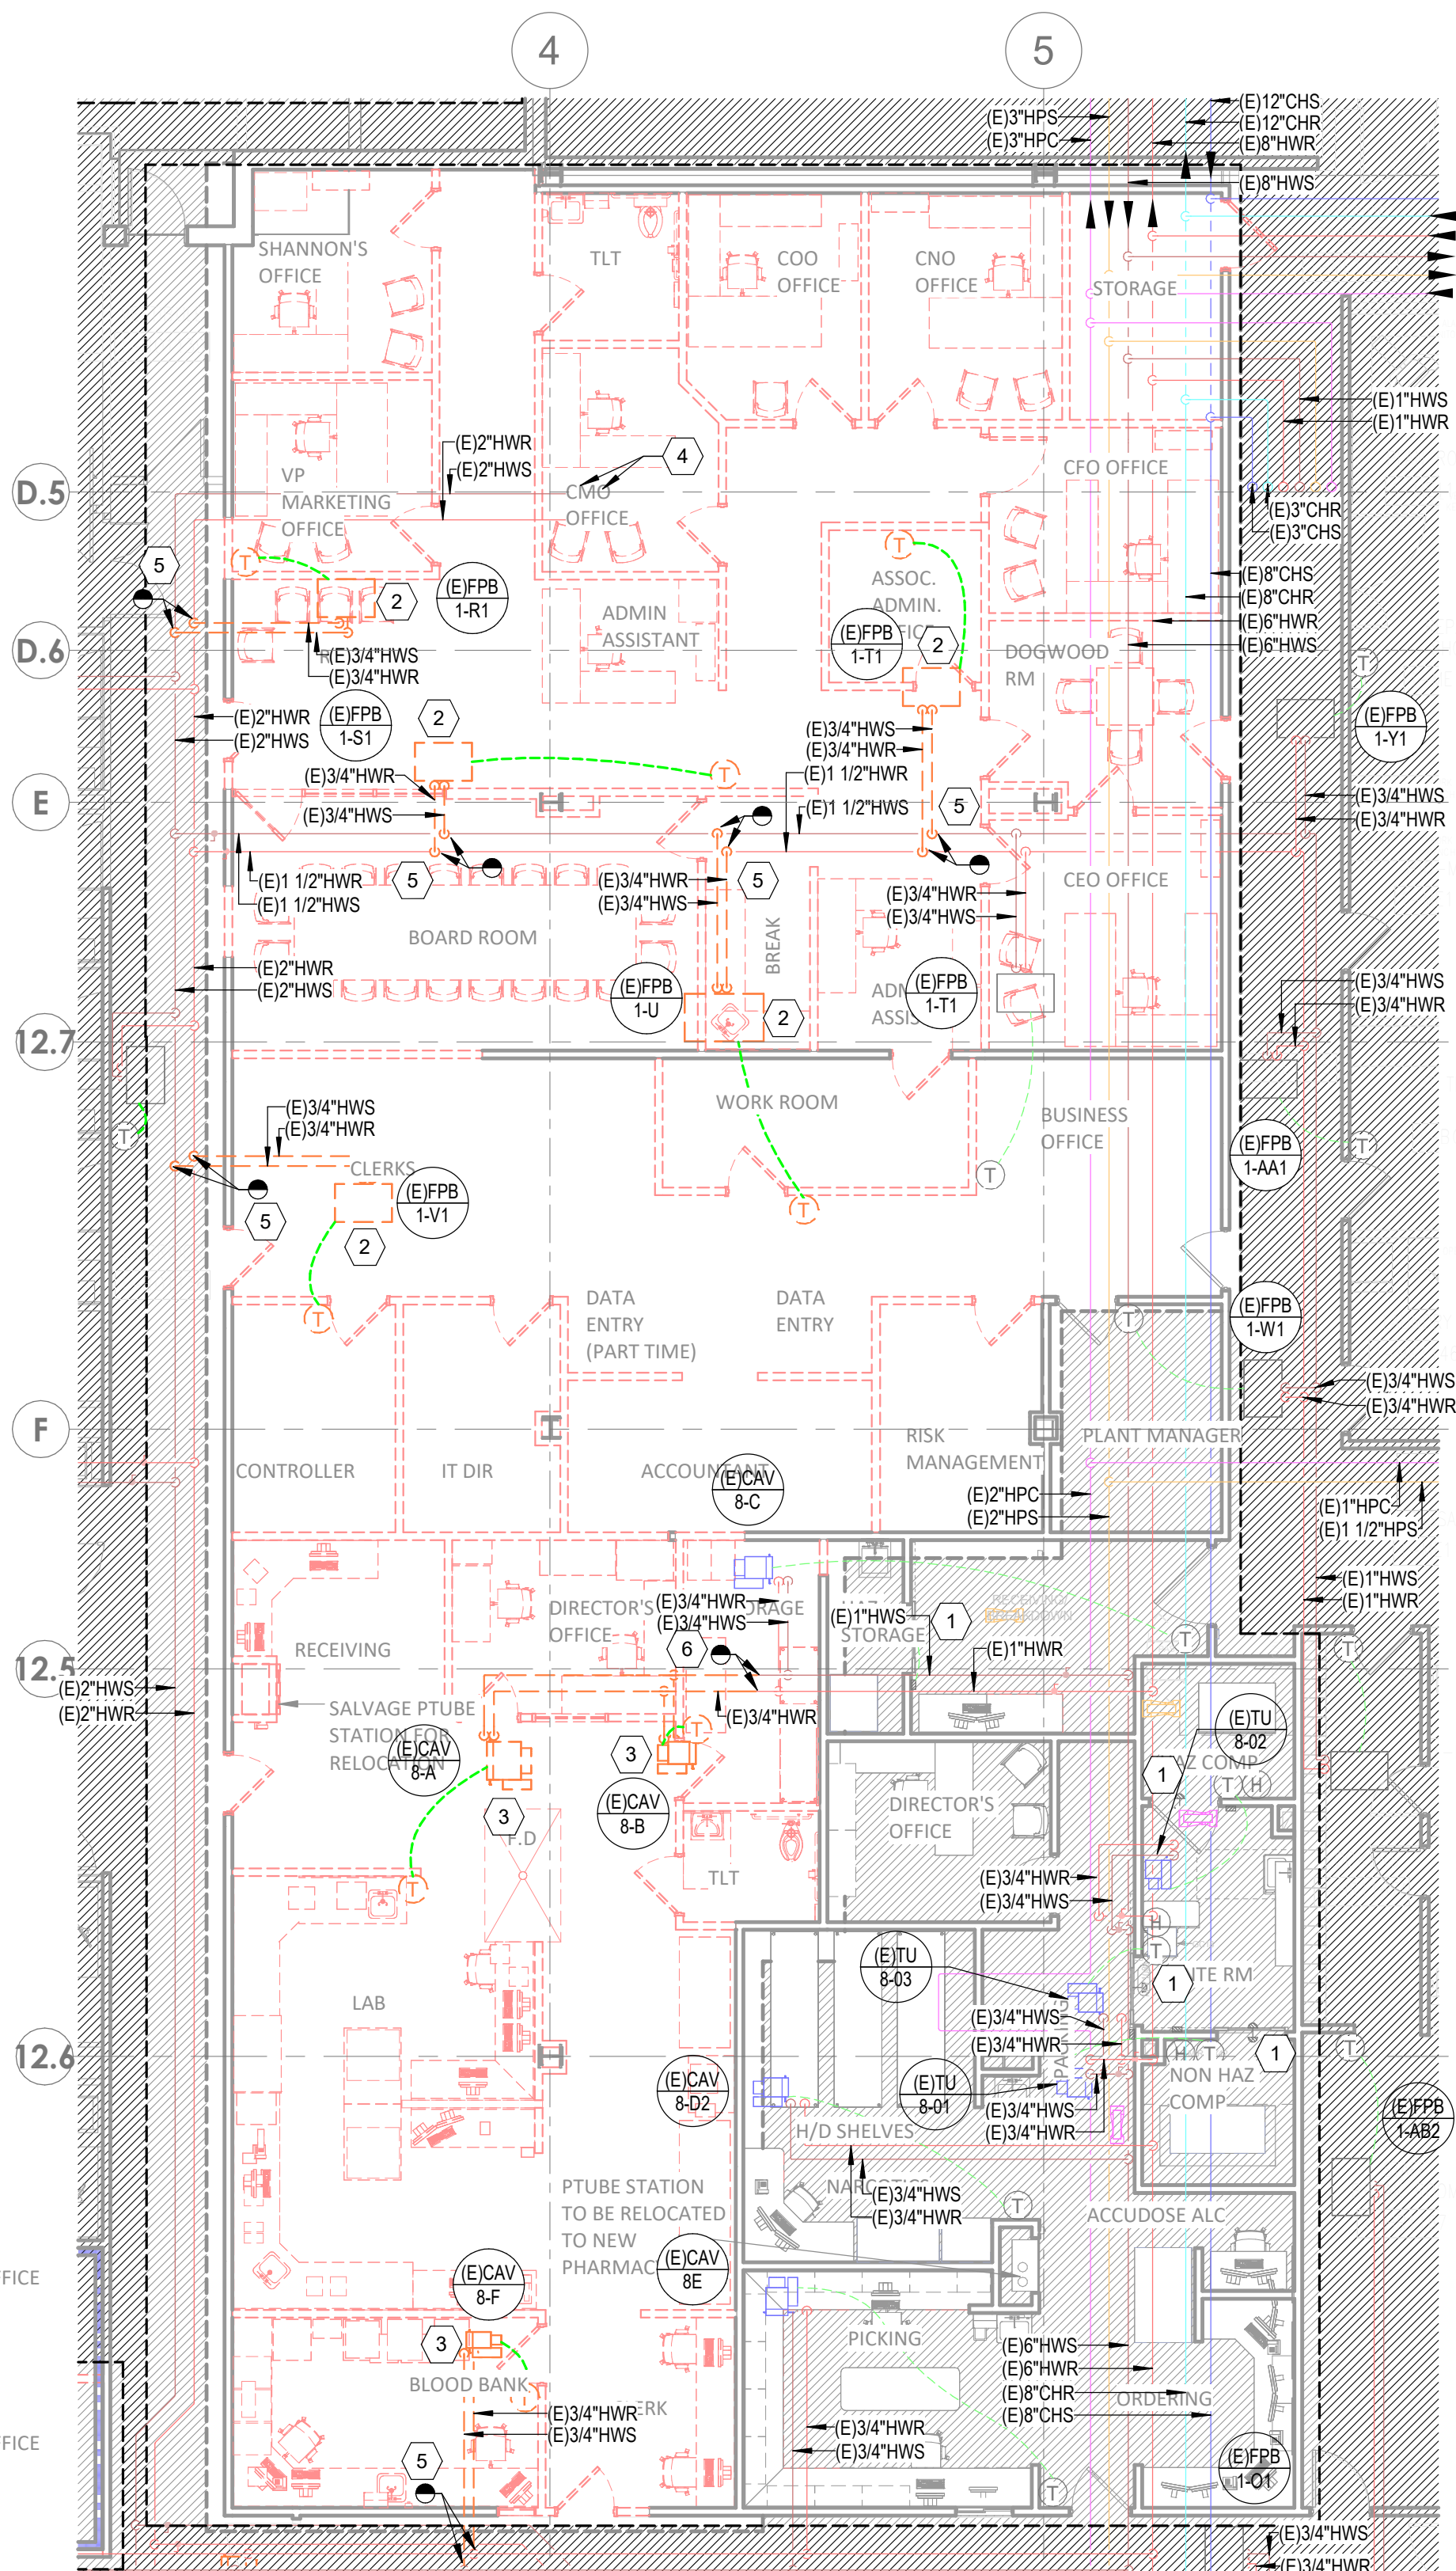 4
5
(E)12"CHS
(E)3"HPS
(E)12"CHR
(E)3"HPC
(E)8"HWR
(E)8"HWS
SHANNON'S
OFFICE
TLT
COO
OFFICE
CNO
OFFICE
STORAGE
(E)1"HWS
(E)1"HWR
(E)2"HWR
(E)2"HWS
4
VP
MARKETING
OFFICE
CMO
OFFICE
CFO OFFICE
D.5
(E)3"CHR
(E)3"CHS
5
2
(E)FPB
1-R1
ADMIN
ASSISTANT
ASSOC.
ADMIN.
(E)8"CHS
(E)8"CHR
(E)6"HWR
(E)6"HWS
T
T
(E)FPB
1-T1
2
D.6
(E)3/4"HWS
(E)3/4"HWR
DOGWOOD
RM
T
(E)2"HWR
(E)2"HWS
(E)FPB
1-S1
2
(E)FPB
1-Y1
(E)3/4"HWS
(E)3/4"HWR
(E)1 1/2"HWR
(E)3/4"HWR
T
E
(E)3/4"HWS
(E)1 1/2"HWS
5
(E)3/4"HWS
(E)3/4"HWR
(E)1 1/2"HWR
(E)1 1/2"HWS
5
(E)3/4"HWR
(E)3/4"HWS
5
(E)3/4"HWR
(E)3/4"HWS
CEO OFFICE
BOARD ROOM
BREAK
(E)2"HWR
(E)2"HWS
(E)FPB
1-U
2
(E)FPB
1-T1
(E)3/4"HWS
(E)3/4"HWR
12.7
(E)3/4"HWS
(E)3/4"HWR
WORK ROOM
BUSINESS
OFFICE
T
T
T
CLERKS
(E)FPB
1-V1
5
2
T
(E)FPB
1-AA1
DATA
ENTRY
(PART TIME)
DATA
ENTRY
T
T
(E)FPB
1-W1
(E)3/4"HWS
(E)3/4"HWR
F
CONTROLLER
IT DIR
ACCOUNTANT
RISK
MANAGEMENT
PLANT MANAGER
(E)CAV
8-C
(E)2"HPC
(E)2"HPS
(E)1"HPC
(E)1 1/2"HPS
(E)1"HWS
(E)1"HWR
RECEIVING
DIRECTOR'S
OFFICE
(E)3/4"HWR
(E)3/4"HWS
(E)1"HWS
STORAGE
1
RECEIVING/
(E)1"HWR
6
T
T
12.5
(E)2"HWS
(E)2"HWR
SALVAGE PTUBE
STATION FOR
RELOCATION
(E)CAV
8-A
(E)3/4"HWR
T
3
(E)CAV
8-B
3
(E)TU
8-02
1
T
H
F.D
DIRECTOR'S
OFFICE
TLT
T
(E)3/4"HWR
(E)3/4"HWS
H
T
LAB
(E)TU
8-03
1
(E)3/4"HWS
(E)3/4"HWR
12.6
(E)CAV
8-D2
(E)TU
8-01
H
T
1
NON HAZ
COMP
T
(E)3/4"HWS
(E)3/4"HWR
(E)FPB
1-AB2
H/D SHELVES
(E)3/4"HWS
(E)3/4"HWR
T
ACCUDOSE ALC
PTUBE STATION
TO BE RELOCATED
TO NEW
(E)CAV
8E
(E)CAV
8-F
3
BLOOD BANK
PICKING
(E)6"HWS
(E)6"HWR
(E)8"CHR
(E)8"CHS
ORDERING
(E)3/4"HWR
(E)3/4"HWS
(E)3/4"HWR
(E)3/4"HWS
5
(E)FPB
1-O1
T
(E)3/4"HWS
(E)3/4"HWR